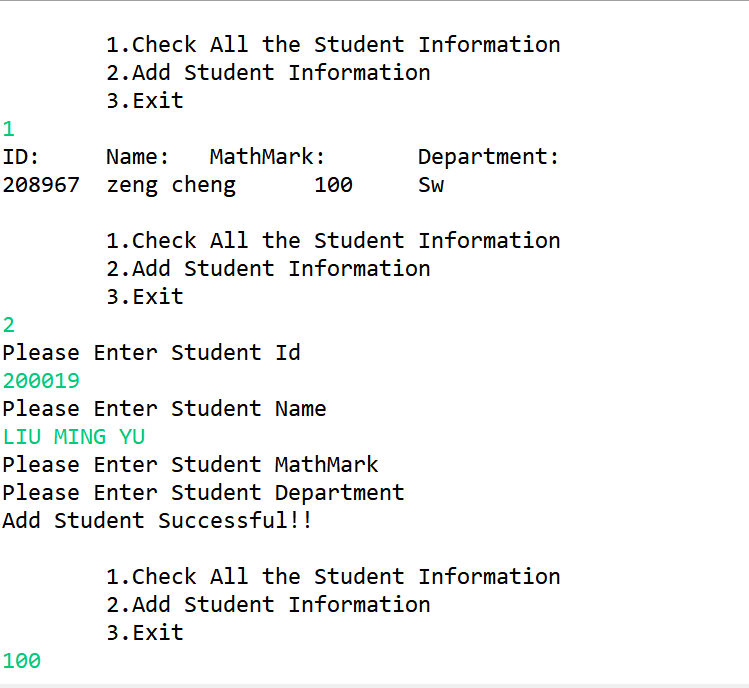 1.Check All the Student Information
2.Add Student Information
3.Exit
1
ID: Name: MathMark: Department:
208967 zeng cheng 100 Sw
1.Check All the Student Information
2.Add Student Information
3.Exit
2
Please Enter Student Id
200019
Please Enter Student Name
LIU MING YU
Please Enter Student MathMark
Please Enter Student Department
Add Student Successful!!
1.Check All the Student Information
2.Add Student Information
3.Exit
100